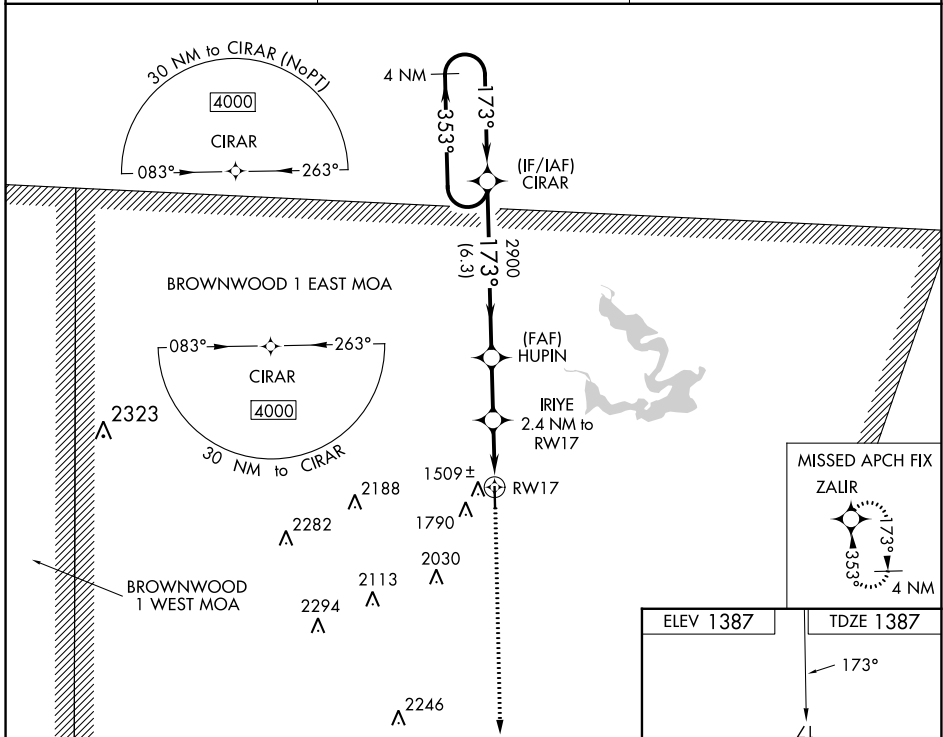 30 NM to CIRAR (NoPT)
4000
CIRAR
083°
263°
4 NM
353°
173°
(IF/IAF)
CIRAR
2900
173°
(6.3)
BROWNWOOD 1 EAST MOA
083°
263°
CIRAR
4000
30 NM to CIRAR
(FAF)
HUPIN
IRIYE
2.4 NM to
RW17
2323
1509±
RW17
2188
1790
2282
2030
2113
2294
2246
BROWNWOOD
1 WEST MOA
MISSED APCH FIX
ZALIR
173°
353°
4 NM
ELEV 1387
TDZE 1387
173°